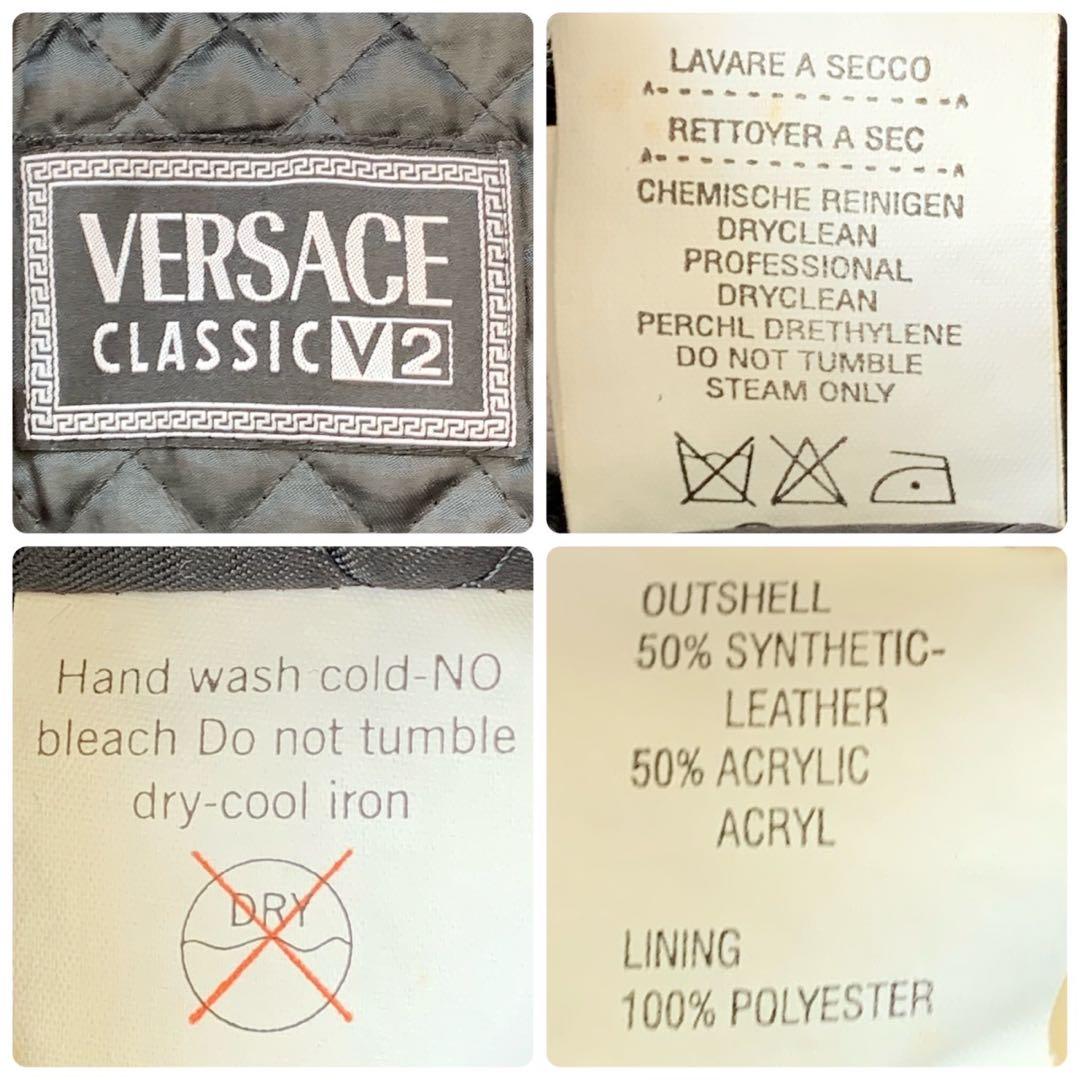 VERSACE
CLASSIC V2
LAVARE A SECCO
A- - - - - - - - - - - -A
RETTOYER A SEC
A- - - - - - - - - - - -A
CHEMISCHE REINIGEN
DRYCLEAN
PROFESSIONAL
DRYCLEAN
PERCHL DRETHYLENE
DO NOT TUMBLE
STEAM ONLY
Hand wash cold-NO
bleach Do not tumble
dry-cool iron
DRY
OUTSHELL
50% SYNTHETIC-
LEATHER
50% ACRYLIC
ACRYL
LINING
100% POLYESTER